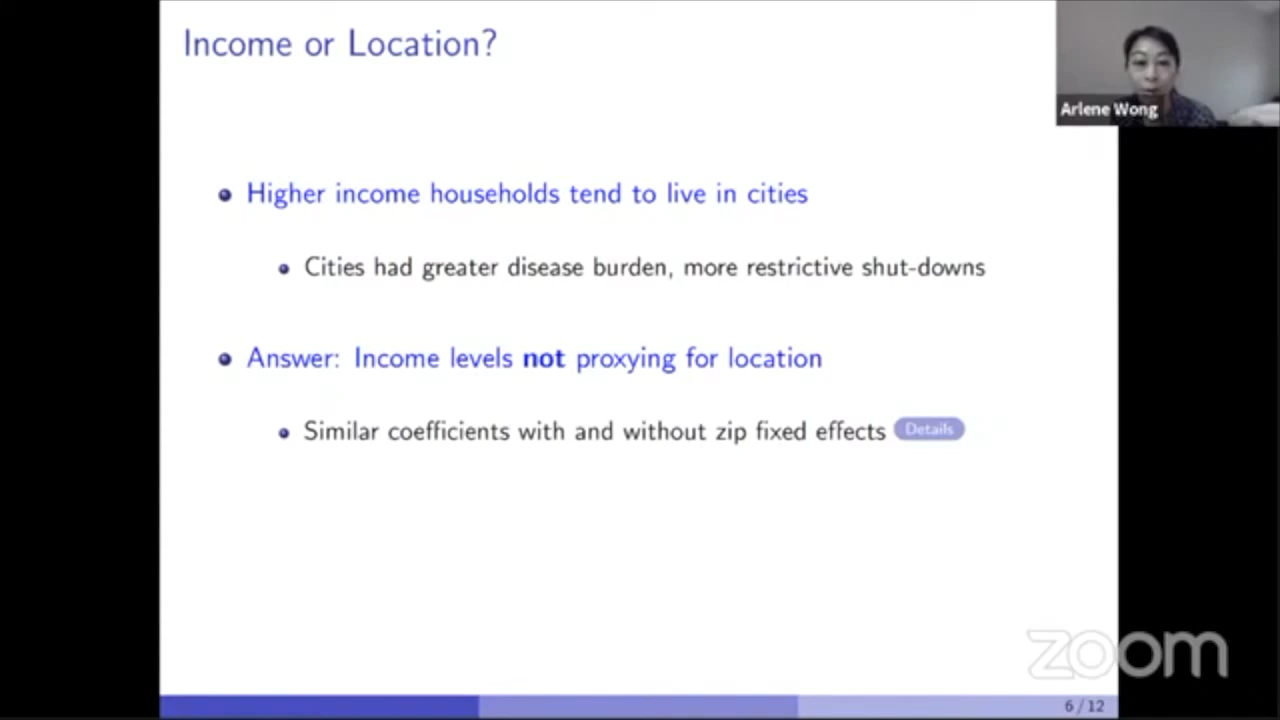 Income or Location?
Arlene Wong
Higher income households tend to live in cities
Cities had greater disease burden, more restrictive shut-downs
Answer: Income levels not proxying for location
Similar coefficients with and without zip fixed effects Details
zoom
6 / 12